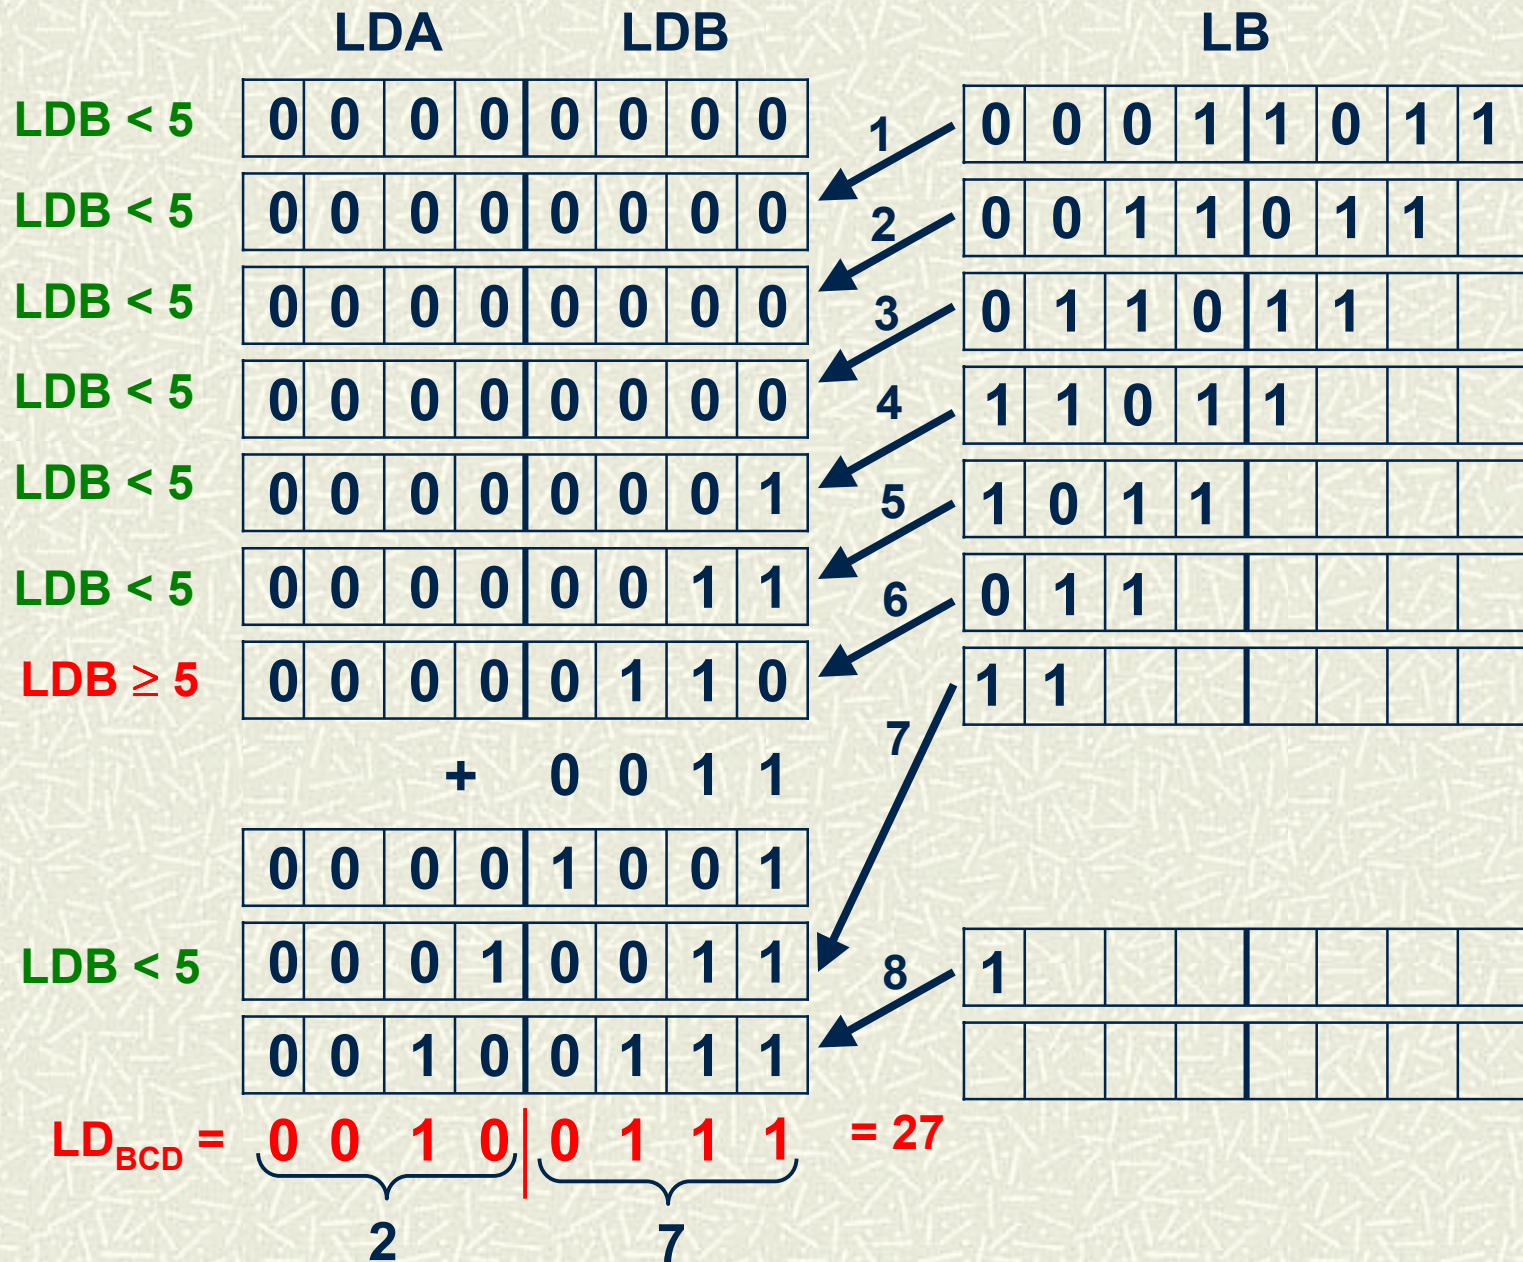 LDA LDB LB
LDB < 5 0 0 0 0 0 0 0 0 1 0 0 0 1 1 0 1 1
LDB < 5 0 0 0 0 0 0 0 0 2 0 0 1 1 0 1 1
LDB < 5 0 0 0 0 0 0 0 0 3 0 1 1 0 1 1
LDB < 5 0 0 0 0 0 0 0 0 4 1 1 0 1 1
LDB < 5 0 0 0 0 0 0 0 1 5 1 0 1 1
LDB < 5 0 0 0 0 0 0 1 1 6 0 1 1
LDB ≥ 5 0 0 0 0 0 1 1 0 1 1
7
+ 0 0 1 1
0 0 0 0 1 0 0 1
LDB < 5 0 0 0 1 0 0 1 1 8 1
0 0 1 0 0 1 1 1
LD_BCD = 0 0 1 0 0 1 1 1 = 27
2 7